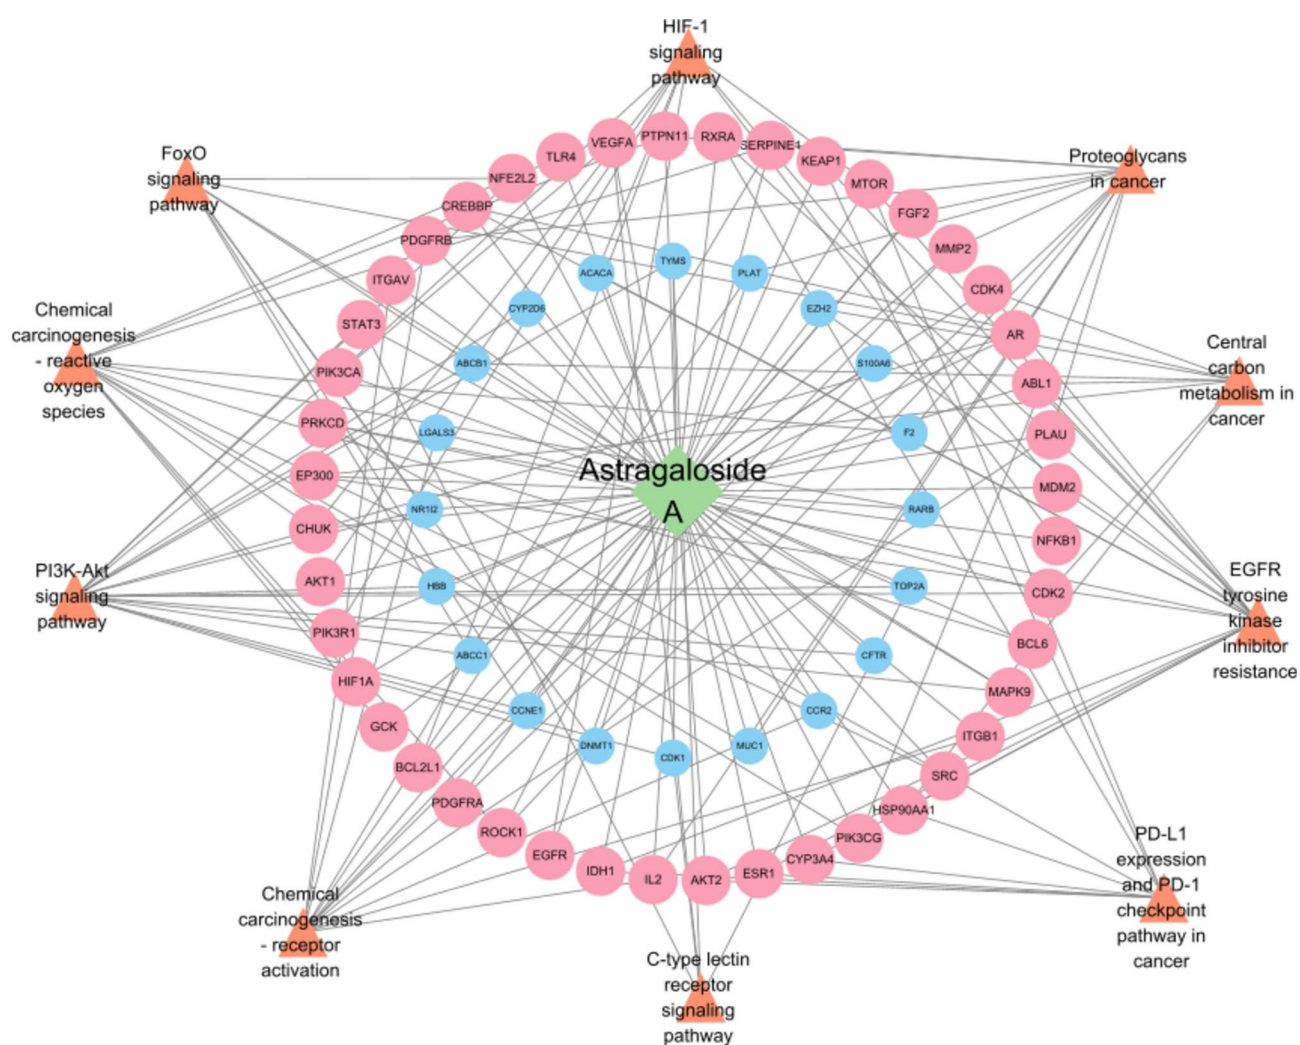 HIF-1
signaling
pathway
FoxO
signaling
pathway
Proteoglycans
in cancer
Chemical
carcinogenesis
- reactive
oxygen
species
Central
carbon
metabolism in
cancer
PI3K-Akt
signaling
pathway
EGFR
tyrosine
kinase
inhibitor
resistance
Chemical
carcinogenesis
- receptor
activation
PD-L1
expression
and PD-1
checkpoint
pathway in
cancer
C-type lectin
receptor
signaling
pathway
PTPN11
RXRA
SERPINE1
KEAP1
MTOR
FGF2
MMP2
CDK4
AR
ABL1
PLAU
MDM2
NFKB1
CDK2
BCL6
MAPK9
ITGB1
SRC
HSP90AA1
PIK3CG
CYP3A4
ESR1
AKT2
IL2
IDH1
EGFR
ROCK1
PDGFRA
BCL2L1
GCK
HIF1A
PIK3R1
AKT1
CHUK
EP300
PRKCD
PIK3CA
STAT3
ITGAV
PDGFRB
CREBBP
NFE2L2
TLR4
VEGFA
TYMS
PLAT
EZH2
S100A6
F2
RARB
TOP2A
CFTR
CCR2
MUC1
CDK1
DNMT1
CCNE1
ABCC1
HBB
NR1I2
LGALS3
ABCB1
CYP2D6
ACACA
Astragaloside
A